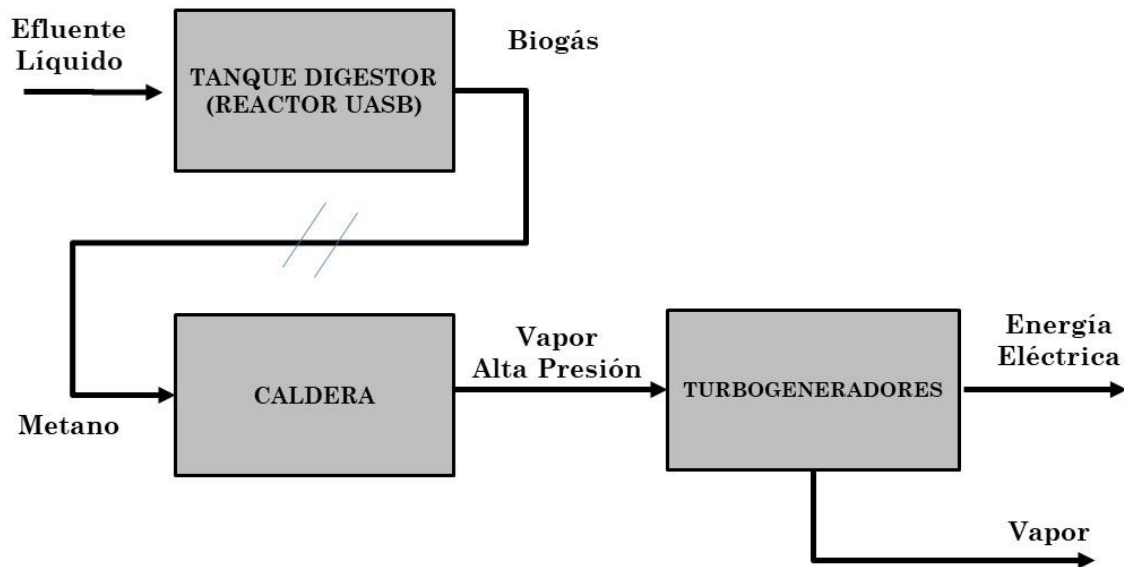 Efluente
Líquido
TANQUE DIGESTOR
(REACTOR UASB)
Biogás
Metano
CALDERA
Vapor
Alta Presión
TURBOGENERADORES
Energía
Eléctrica
Vapor